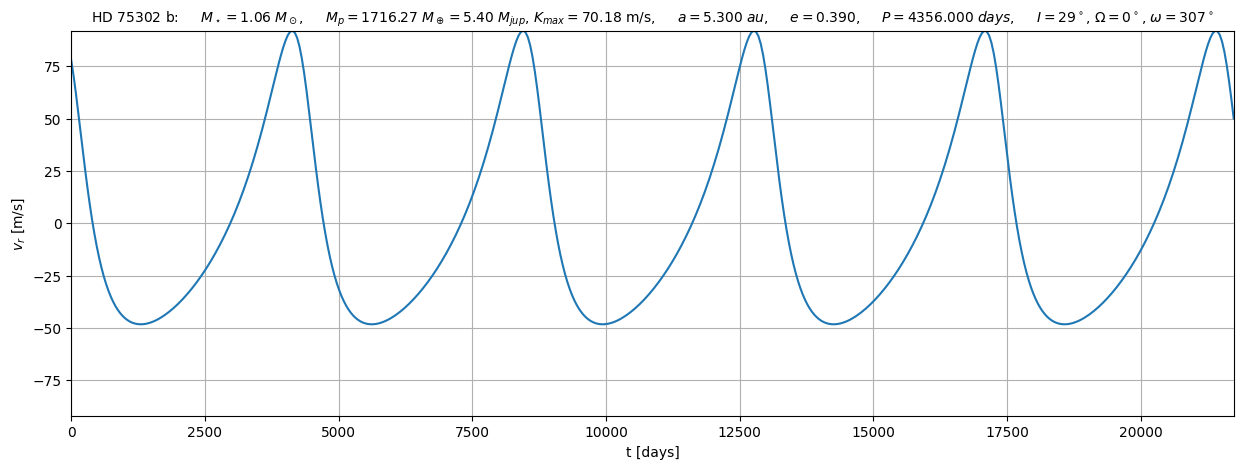 HD 75302 b: M⋆ = 1.06 M⊙, Mp = 1716.27 M⊕ = 5.40 Mjup, Kmax = 70.18 m/s, a = 5.300 au, e = 0.390, P = 4356.000 days, I = 29°, Ω = 0°, ω = 307°
75
50
25
0
−25
−50
−75
vr [m/s]
0 2500 5000 7500 10000 12500 15000 17500 20000
t [days]